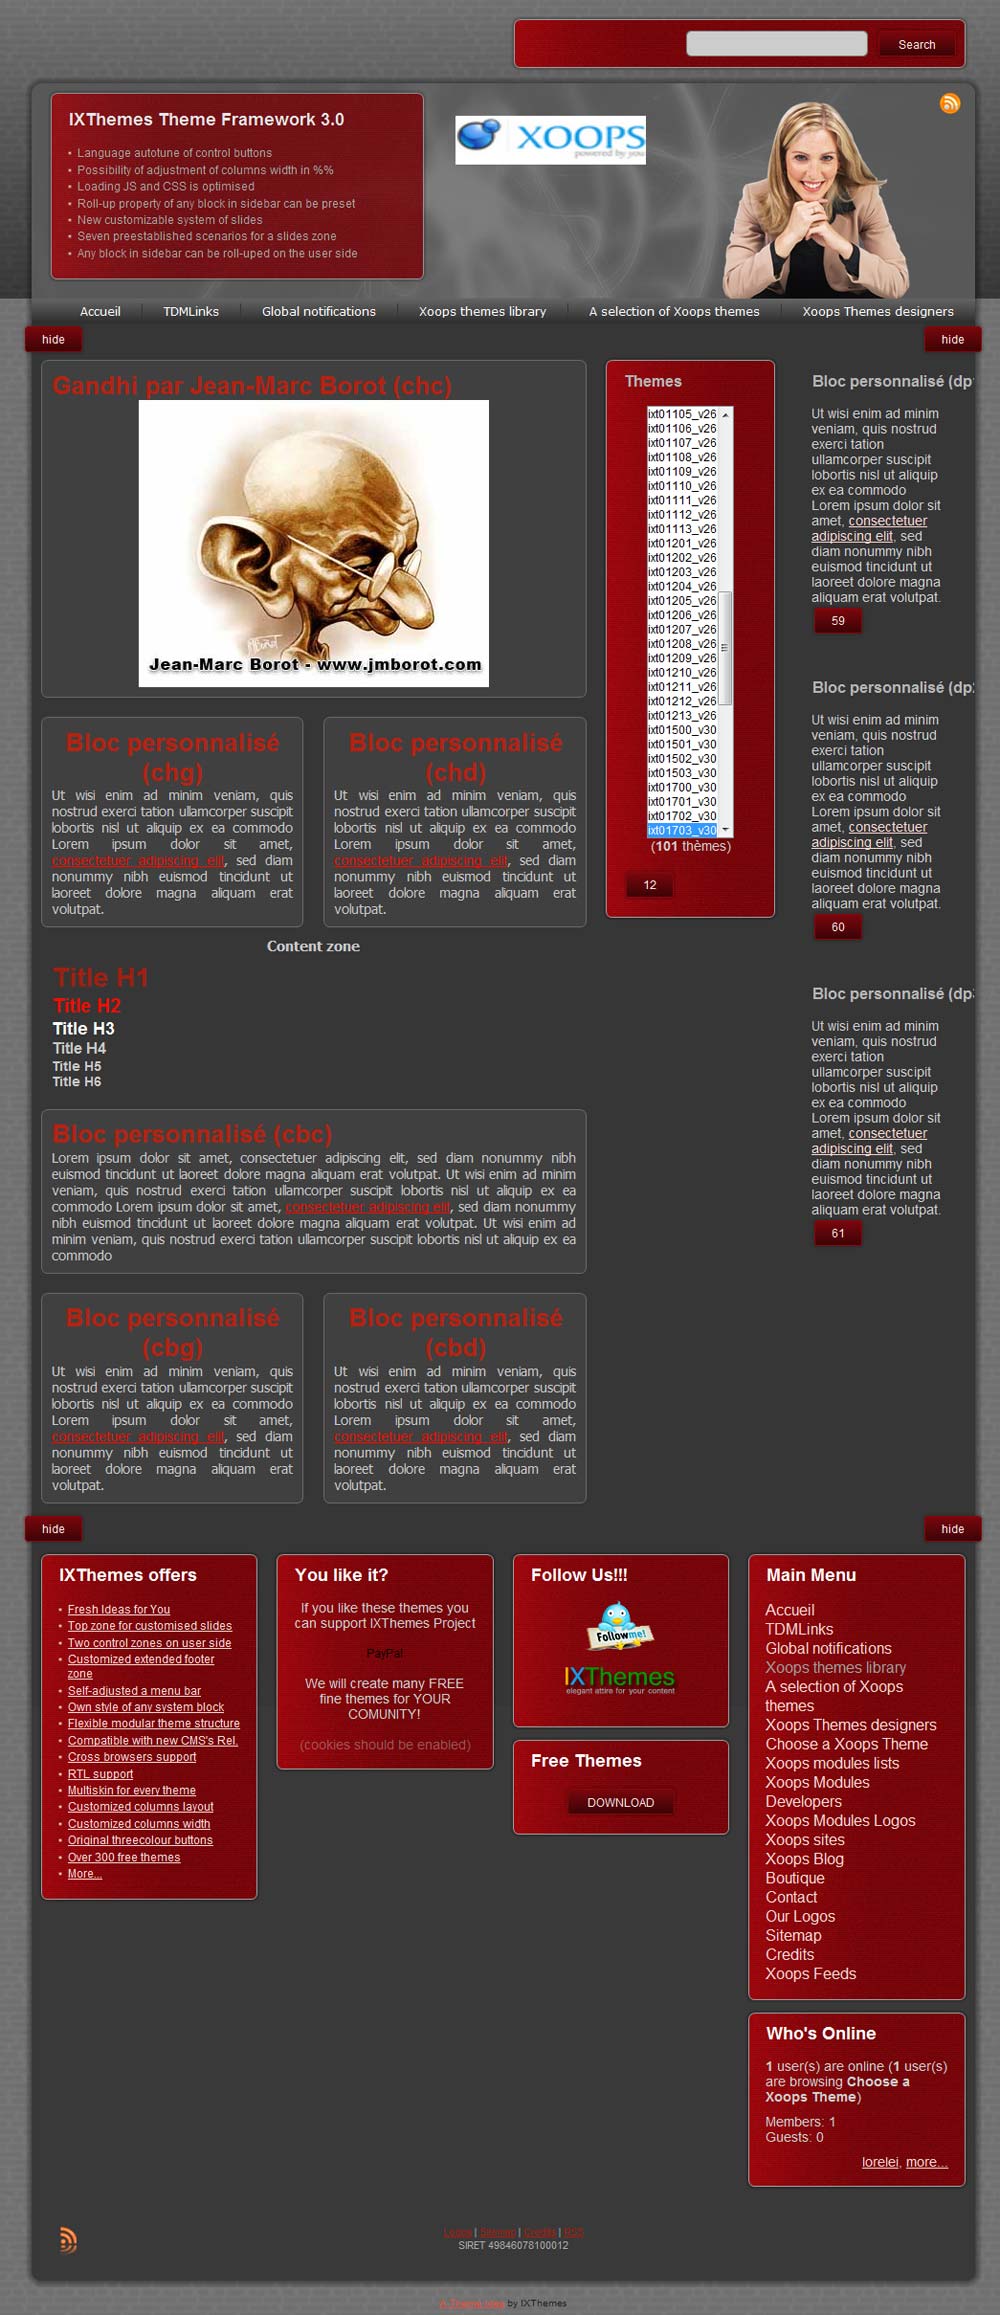 Search
IXThemes Theme Framework 3.0
Language autotune of control buttons
Possibility of adjustment of columns width in %%
Loading JS and CSS is optimised
Roll-up property of any block in sidebar can be preset
New customizable system of slides
Seven preestablished scenarios for a slides zone
Any block in sidebar can be roll-uped on the user side
XOOPS
powered by you
Accueil TDMLinks Global notifications Xoops themes library A selection of Xoops themes Xoops Themes designers
hide
hide
Gandhi par Jean-Marc Borot (chc)
Jean-Marc Borot - www.jmborot.com
Bloc personnalisé
(chg)
Ut wisi enim ad minim veniam, quis
nostrud exerci tation ullamcorper suscipit
lobortis nisl ut aliquip ex ea commodo
Lorem ipsum dolor sit amet,
consectetuer adipiscing elit, sed diam
nonummy nibh euismod tincidunt ut
laoreet dolore magna aliquam erat
volutpat.
Bloc personnalisé
(chd)
Ut wisi enim ad minim veniam, quis
nostrud exerci tation ullamcorper suscipit
lobortis nisl ut aliquip ex ea commodo
Lorem ipsum dolor sit amet,
consectetuer adipiscing elit, sed diam
nonummy nibh euismod tincidunt ut
laoreet dolore magna aliquam erat
volutpat.
Content zone
Title H1
Title H2
Title H3
Title H4
Title H5
Title H6
Bloc personnalisé (cbc)
Lorem ipsum dolor sit amet, consectetuer adipiscing elit, sed diam nonummy nibh
euismod tincidunt ut laoreet dolore magna aliquam erat volutpat. Ut wisi enim ad minim
veniam, quis nostrud exerci tation ullamcorper suscipit lobortis nisl ut aliquip ex ea
commodo Lorem ipsum dolor sit amet, consectetuer adipiscing elit, sed diam nonummy
nibh euismod tincidunt ut laoreet dolore magna aliquam erat volutpat. Ut wisi enim ad
minim veniam, quis nostrud exerci tation ullamcorper suscipit lobortis nisl ut aliquip ex ea
commodo
Bloc personnalisé
(cbg)
Ut wisi enim ad minim veniam, quis
nostrud exerci tation ullamcorper suscipit
lobortis nisl ut aliquip ex ea commodo
Lorem ipsum dolor sit amet,
consectetuer adipiscing elit, sed diam
nonummy nibh euismod tincidunt ut
laoreet dolore magna aliquam erat
volutpat.
Bloc personnalisé
(cbd)
Ut wisi enim ad minim veniam, quis
nostrud exerci tation ullamcorper suscipit
lobortis nisl ut aliquip ex ea commodo
Lorem ipsum dolor sit amet,
consectetuer adipiscing elit, sed diam
nonummy nibh euismod tincidunt ut
laoreet dolore magna aliquam erat
volutpat.
Themes
ixt01105_v26
ixt01106_v26
ixt01107_v26
ixt01108_v26
ixt01109_v26
ixt01110_v26
ixt01111_v26
ixt01112_v26
ixt01113_v26
ixt01201_v26
ixt01202_v26
ixt01203_v26
ixt01204_v26
ixt01205_v26
ixt01206_v26
ixt01207_v26
ixt01208_v26
ixt01209_v26
ixt01210_v26
ixt01211_v26
ixt01212_v26
ixt01213_v26
ixt01500_v30
ixt01501_v30
ixt01502_v30
ixt01503_v30
ixt01700_v30
ixt01701_v30
ixt01702_v30
ixt01703_v30
(101 thèmes)
12
Bloc personnalisé (dp1
Ut wisi enim ad minim
veniam, quis nostrud
exerci tation
ullamcorper suscipit
lobortis nisl ut aliquip
ex ea commodo
Lorem ipsum dolor sit
amet, consectetuer
adipiscing elit, sed
diam nonummy nibh
euismod tincidunt ut
laoreet dolore magna
aliquam erat volutpat.
59
Bloc personnalisé (dp2
Ut wisi enim ad minim
veniam, quis nostrud
exerci tation
ullamcorper suscipit
lobortis nisl ut aliquip
ex ea commodo
Lorem ipsum dolor sit
amet, consectetuer
adipiscing elit, sed
diam nonummy nibh
euismod tincidunt ut
laoreet dolore magna
aliquam erat volutpat.
60
Bloc personnalisé (dp3
Ut wisi enim ad minim
veniam, quis nostrud
exerci tation
ullamcorper suscipit
lobortis nisl ut aliquip
ex ea commodo
Lorem ipsum dolor sit
amet, consectetuer
adipiscing elit, sed
diam nonummy nibh
euismod tincidunt ut
laoreet dolore magna
aliquam erat volutpat.
61
hide
hide
IXThemes offers
Fresh Ideas for You
Top zone for customised slides
Two control zones on user side
Customized extended footer
zone
Self-adjusted a menu bar
Own style of any system block
Flexible modular theme structure
Compatible with new CMS's Rel.
Cross browsers support
RTL support
Multiskin for every theme
Customized columns layout
Customized columns width
Original threecolour buttons
Over 300 free themes
More...
You like it?
If you like these themes you
can support IXThemes Project
PayPal
We will create many FREE
fine themes for YOUR
COMUNITY!
(cookies should be enabled)
Follow Us!!!
Followme!
IXThemes
elegant attire for your content
Free Themes
DOWNLOAD
Main Menu
Accueil
TDMLinks
Global notifications
Xoops themes library
A selection of Xoops
themes
Xoops Themes designers
Choose a Xoops Theme
Xoops modules lists
Xoops Modules
Developers
Xoops Modules Logos
Xoops sites
Xoops Blog
Boutique
Contact
Our Logos
Sitemap
Credits
Xoops Feeds
Who's Online
1 user(s) are online (1 user(s)
are browsing Choose a
Xoops Theme)
Members: 1
Guests: 0
lorelei, more...
Logos | Sitemap | Credits | RSS
SIRET 49846078100012
by IXThemes